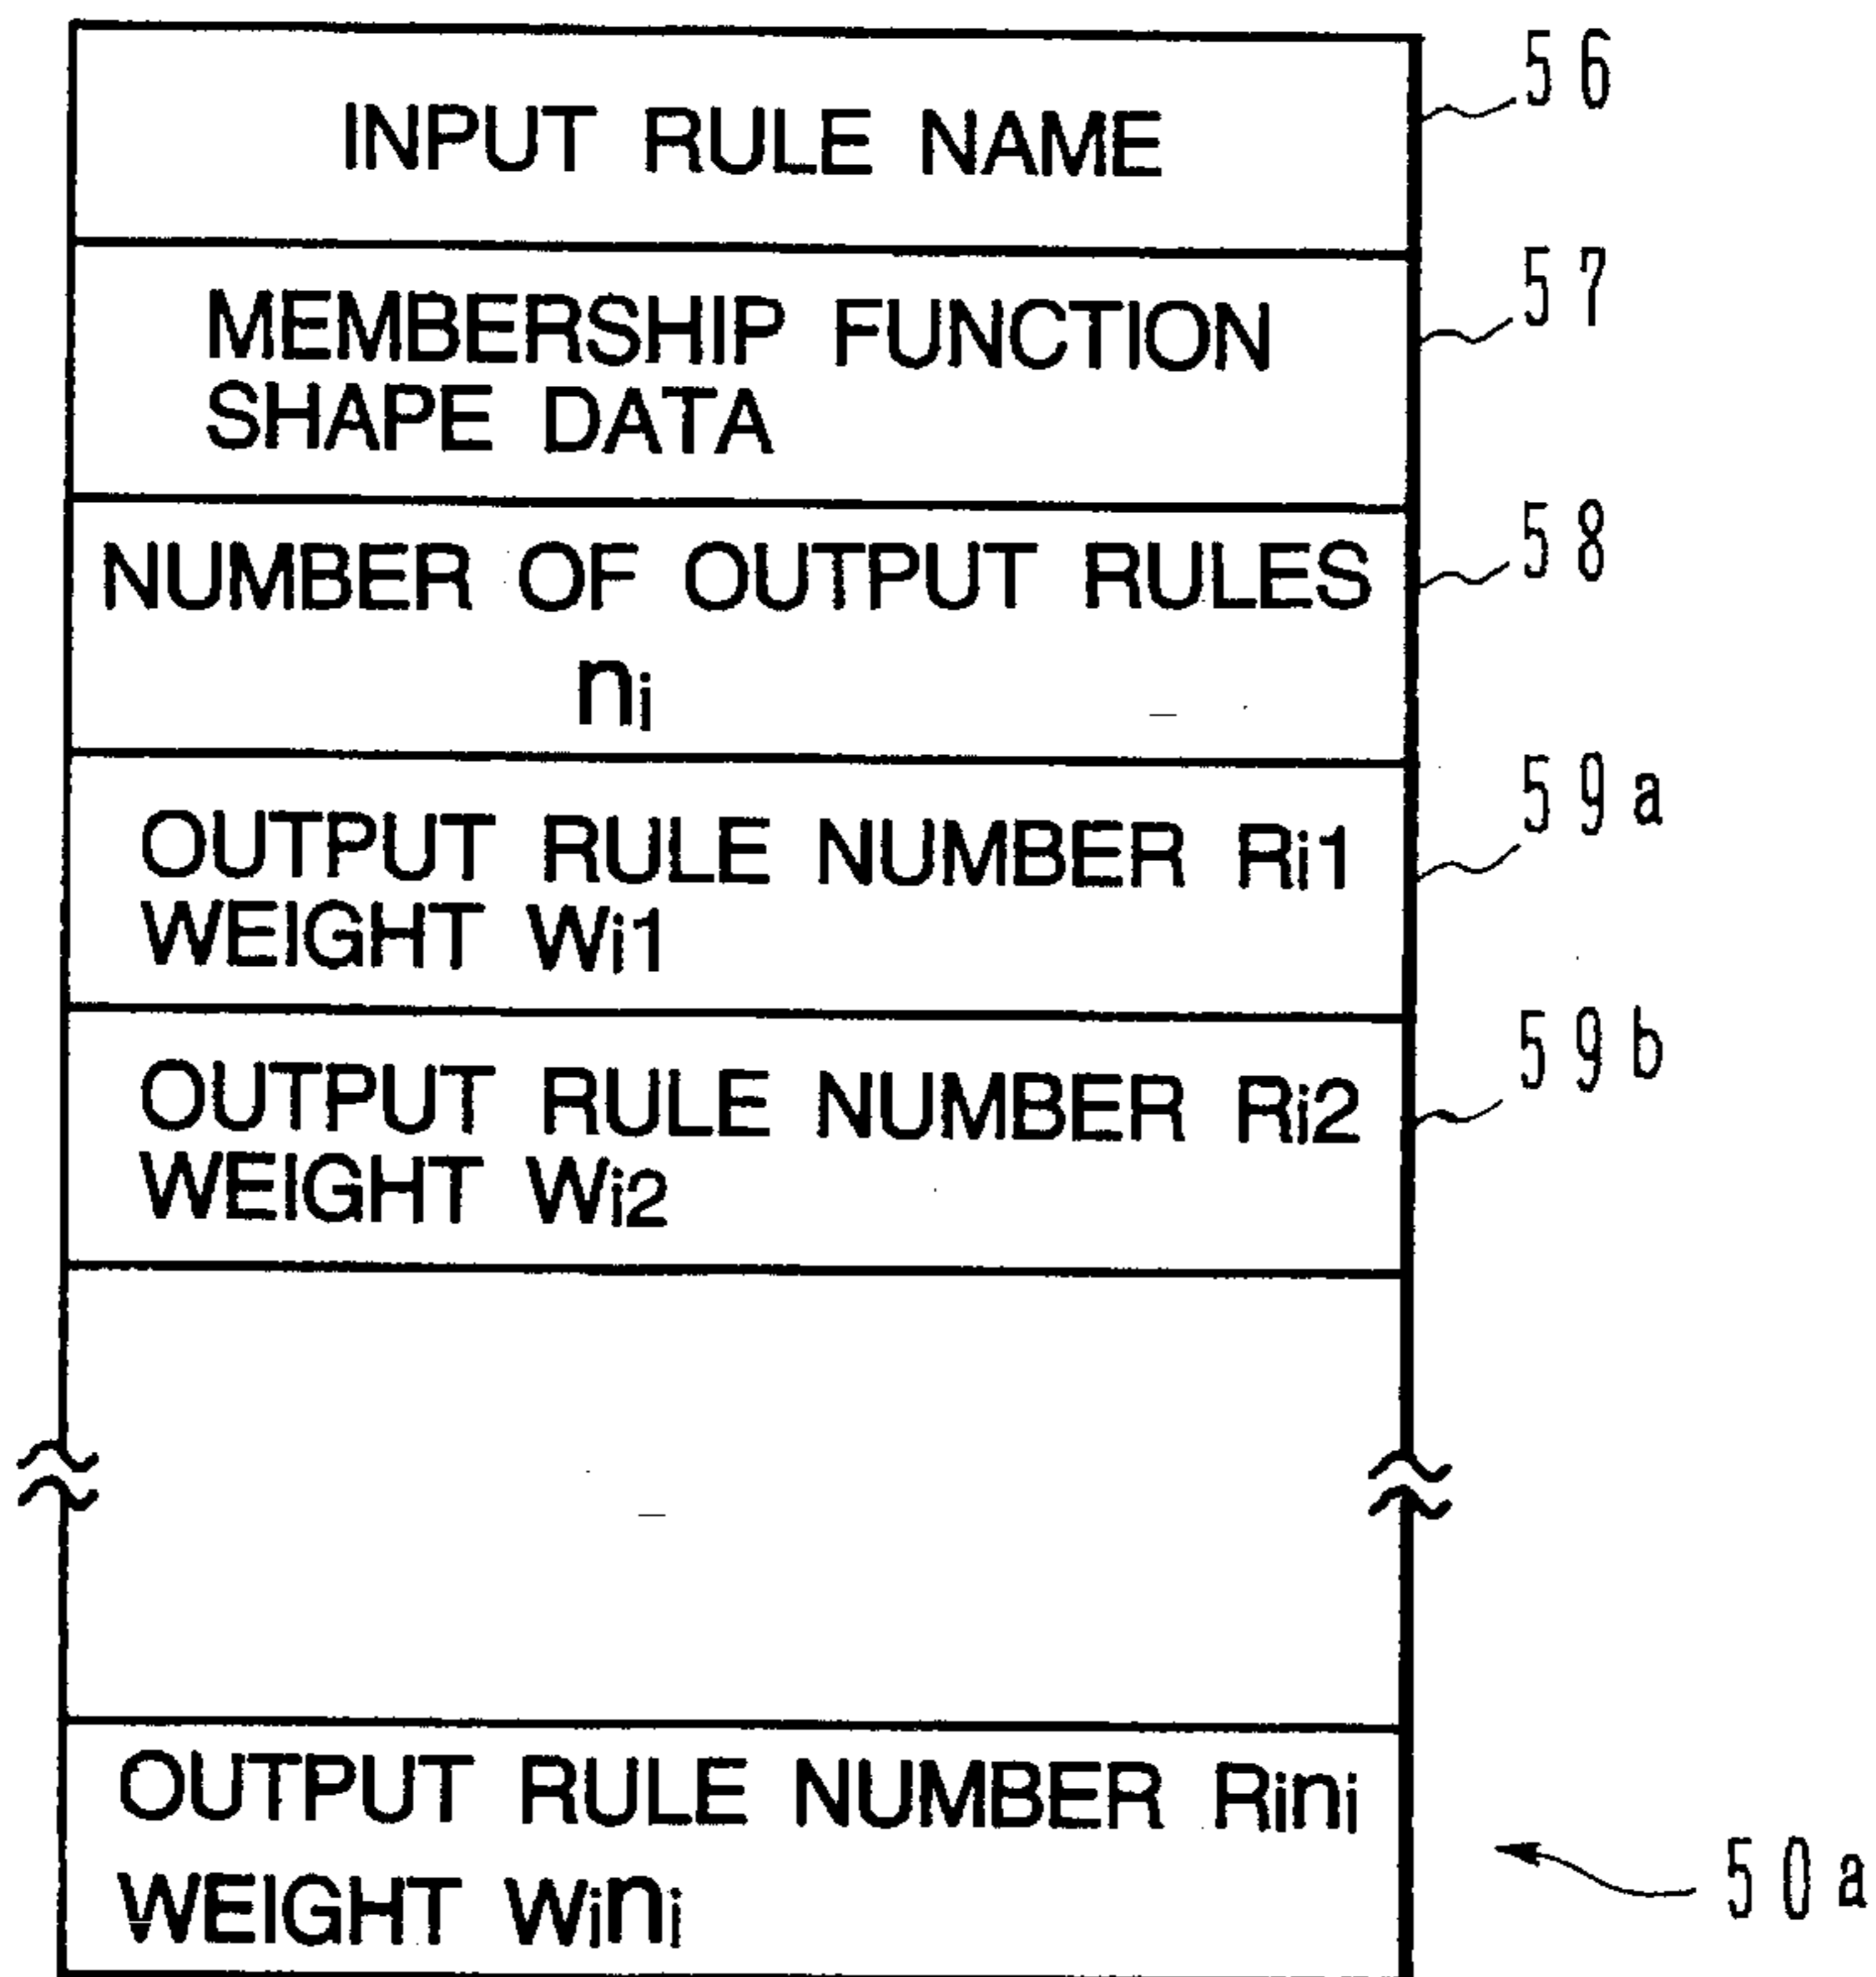 INPUT RULE NAME
56
MEMBERSHIP FUNCTION
SHAPE DATA
57
NUMBER OF OUTPUT RULES
ni
58
OUTPUT RULE NUMBER Ri1
WEIGHT Wi1
59a
OUTPUT RULE NUMBER Ri2
WEIGHT Wi2
59b
OUTPUT RULE NUMBER Rini
WEIGHT Wini
50a